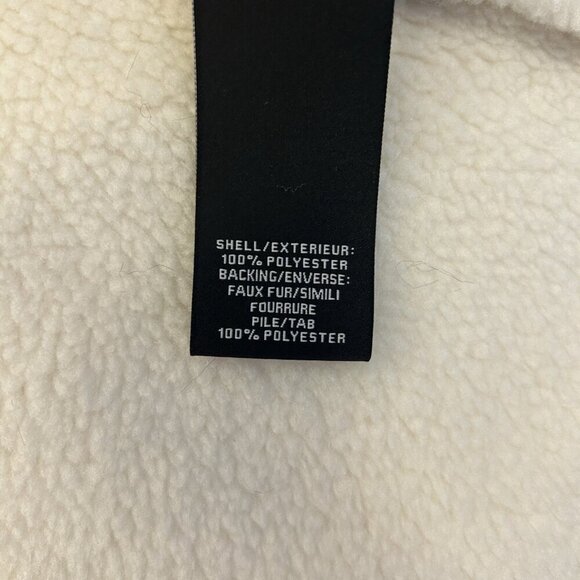 SHELL/EXTERIEUR:
100% POLYESTER
BACKING/ENVERSE:
FAUX FUR/SIMILI
FOURRURE
PILE/TAB
100% POLYESTER